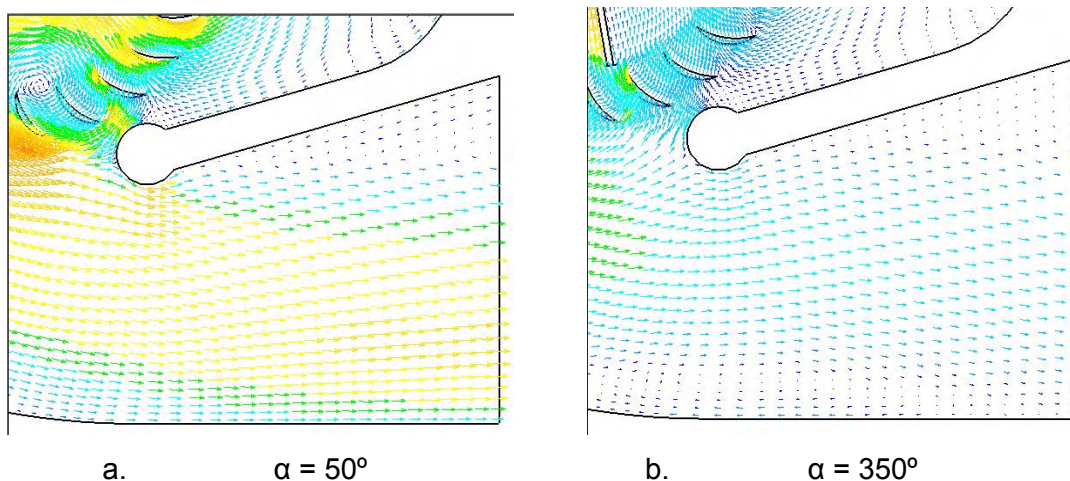 a. α = 50º b. α = 350º